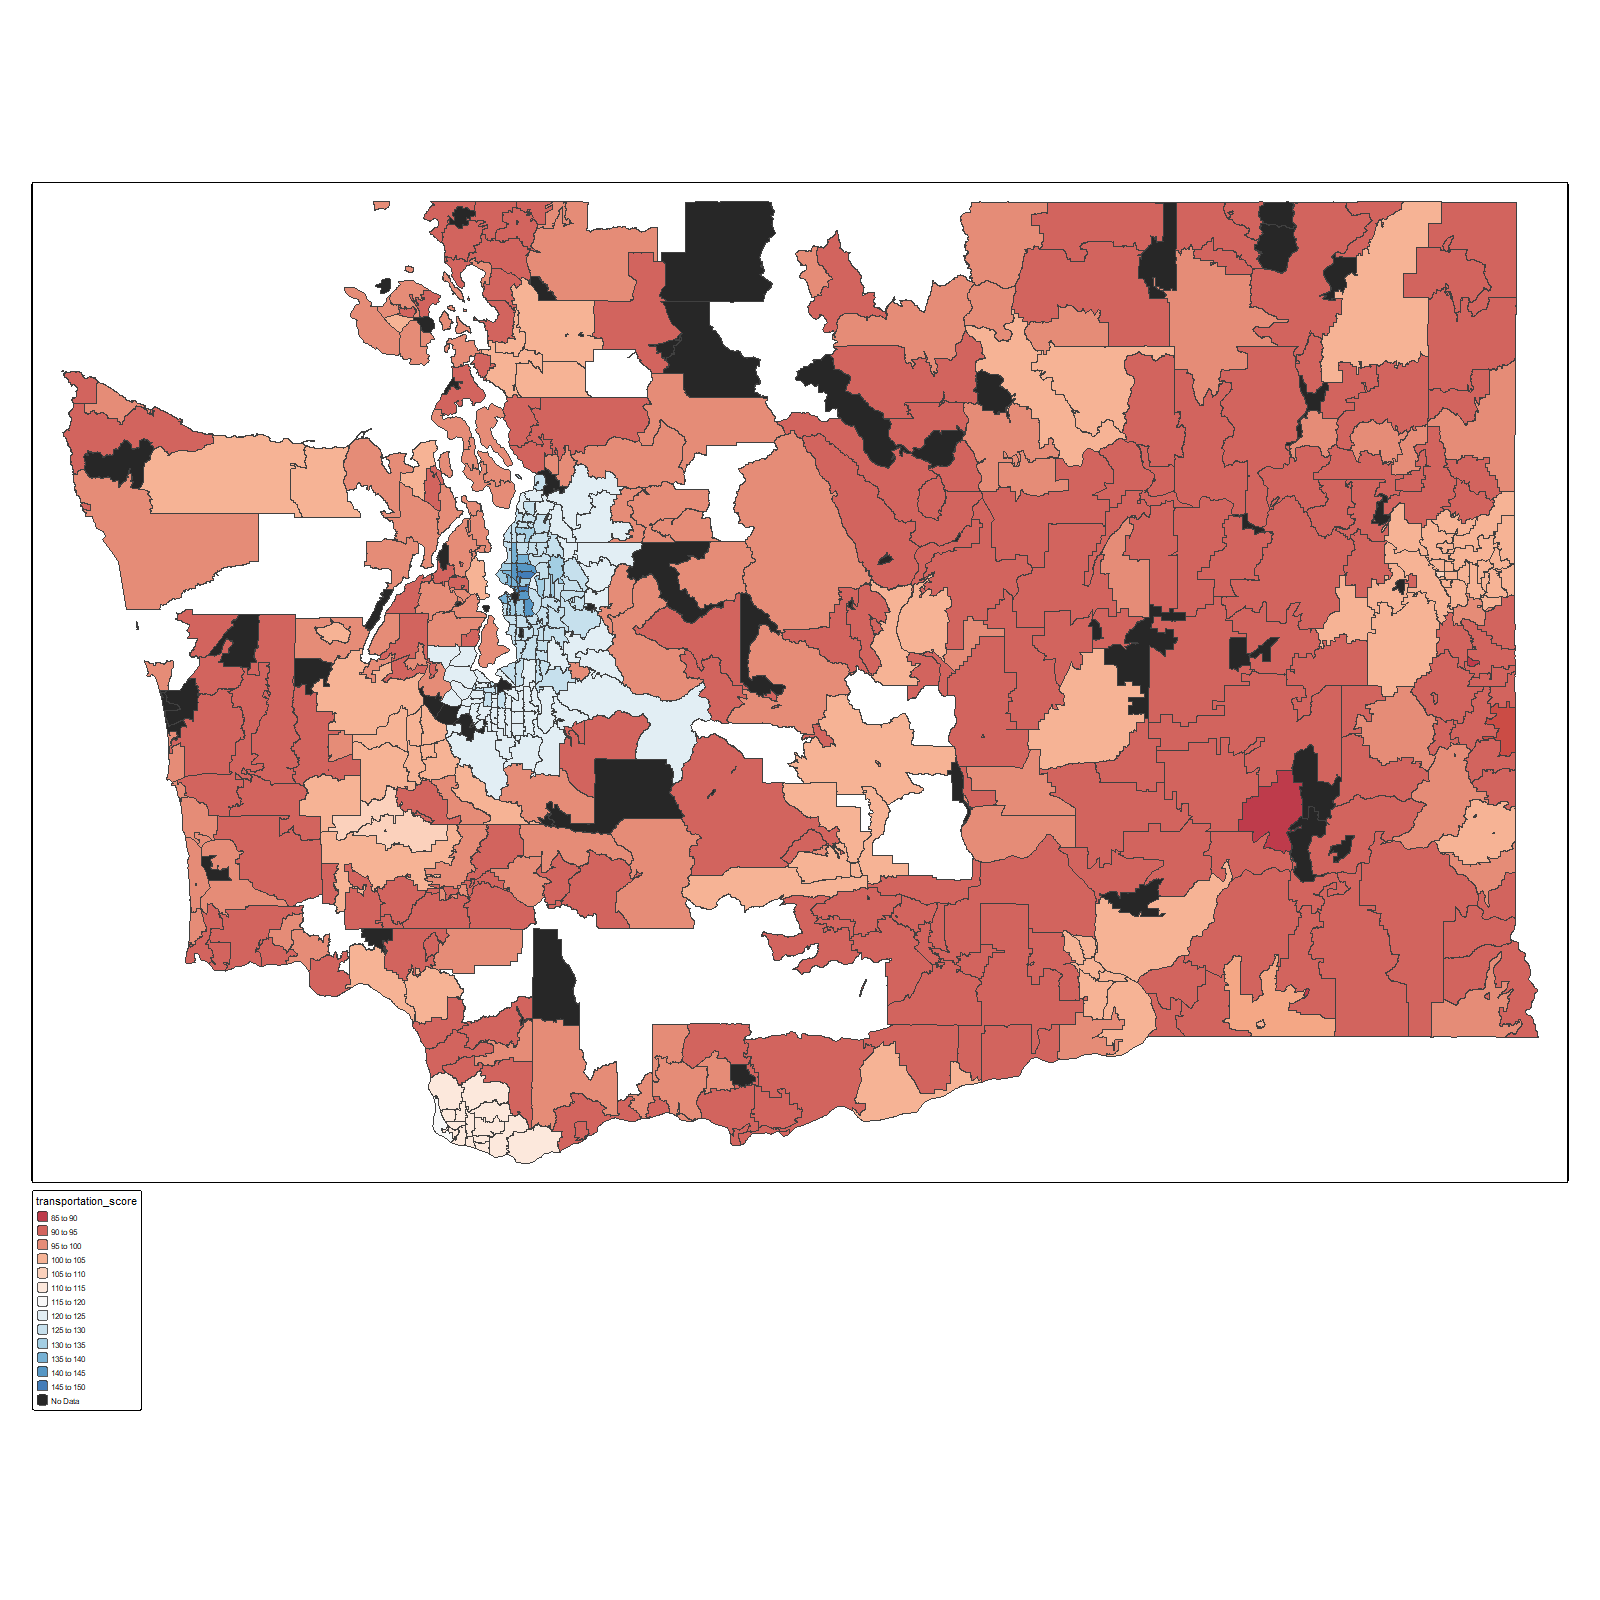 transportation_score
85 to 90
90 to 95
95 to 100
100 to 105
105 to 110
110 to 115
115 to 120
120 to 125
125 to 130
130 to 135
135 to 140
140 to 145
145 to 150
No Data